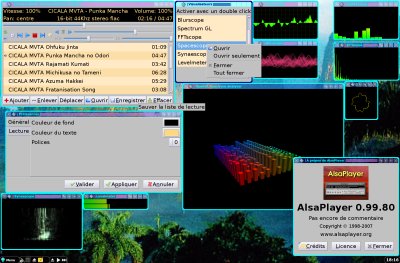 Vitesse: 100%
CICALA MVTA - Punka Mancha
Volume: 100%
Parc: centre
16-bit 44KHz stereo flac
02:16 / 04:47
CICALA MVTA Ohfuku Jinta 01:09
CICALA MVTA Punka Mancha no Odori 04:47
CICALA MVTA Rajamati Kumati 03:42
CICALA MVTA Michikusa no Tameni 05:29
CICALA MVTA Azuma Hakkei 05:30
CICALA MVTA Fratanisation Song 03:28
Ajouter Enlever Déplacer Ouvrir Enregistrer Effacer
Sauver la liste de lecture
Activer avec un double click
Blurscope
Spectrum GL
FFTscope
Spacescope
Synaescope
Levelmeter
Ouvrir
Ouvrir seulement
Fermer
Tout fermer
Général
Lecture
Couleur de fond
Couleur du texte
Polices
0
Valider
Appliquer
Annuler
AlsaPlayer
AlsaPlayer 0.99.80
Pas encore de commentaire
Copyright © 1998-2007
www.alsaplayer.org
Crédits
Licence
Fermer
Menu
18:16